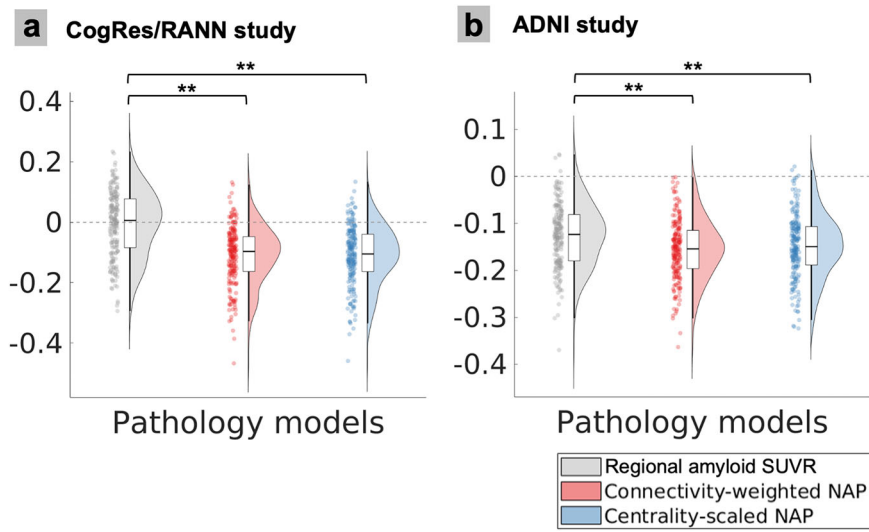 a CogRes/RANN study
**
**
0.4
0.2
0
-0.2
-0.4
Pathology models
b ADNI study
**
**
0.1
0
-0.1
-0.2
-0.3
-0.4
Pathology models
Regional amyloid SUVR
Connectivity-weighted NAP
Centrality-scaled NAP